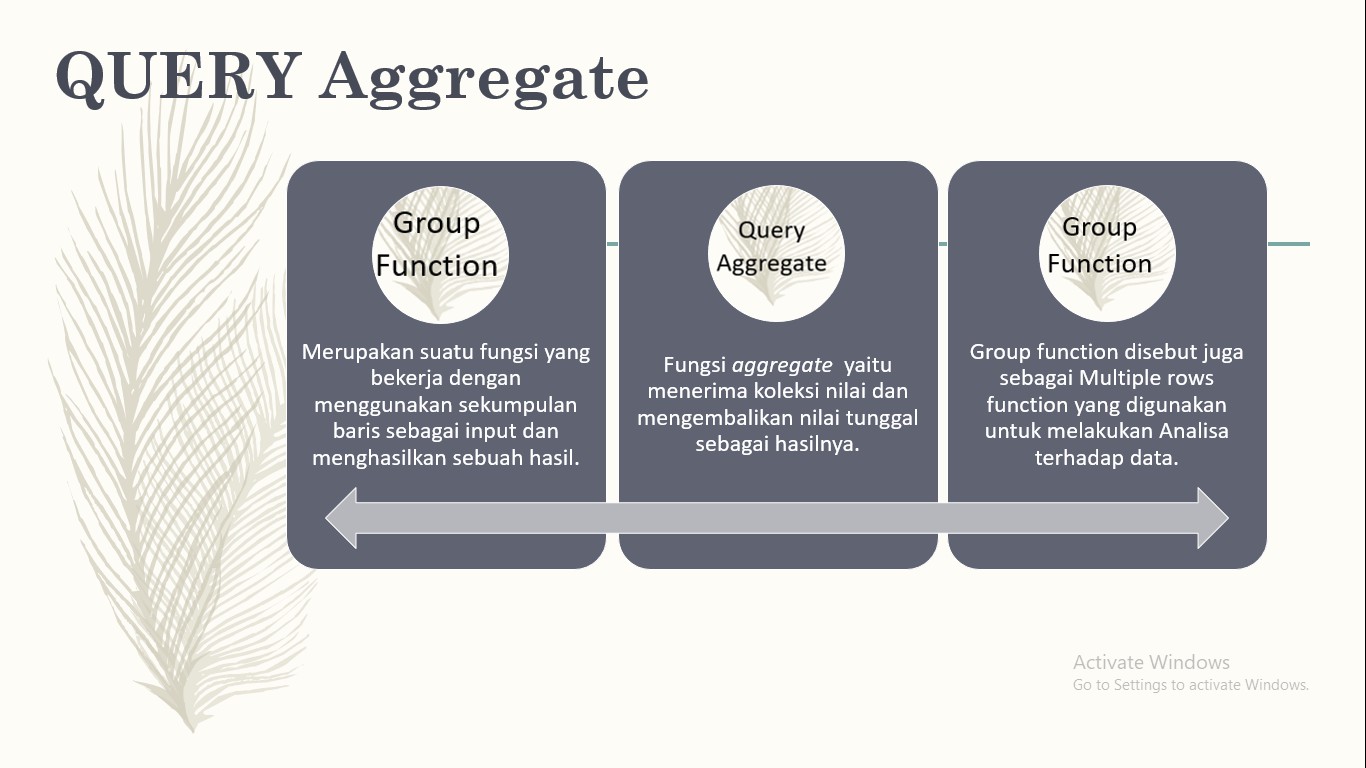 QUERY Aggregate
Group
Function
Merupakan suatu fungsi yang
bekerja dengan
menggunakan sekumpulan
baris sebagai input dan
menghasilkan sebuah hasil.
Query
Aggregate
Fungsi aggregate yaitu
menerima koleksi nilai dan
mengembalikan nilai tunggal
sebagai hasilnya.
Group
Function
Group function disebut juga
sebagai Multiple rows
function yang digunakan
untuk melakukan Analisa
terhadap data.
Activate Windows
Go to Settings to activate Windows.